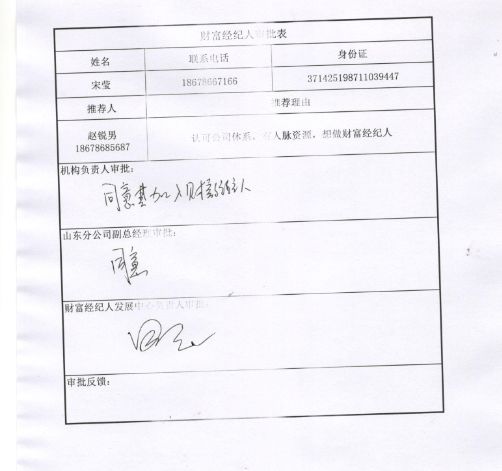 财富经纪人审批表
姓名 联系电话 身份证
宋莹 18678667166 371425198711039447
推荐人 推荐理由
赵锐男 认可公司体系，有人脉资源，想做财富经纪人
18678685687
机构负责人审批：
同意其加入财富经纪人
山东分公司副总经理审批：
同意
财富经纪人发展中心负责人审批：
同意
审批反馈：